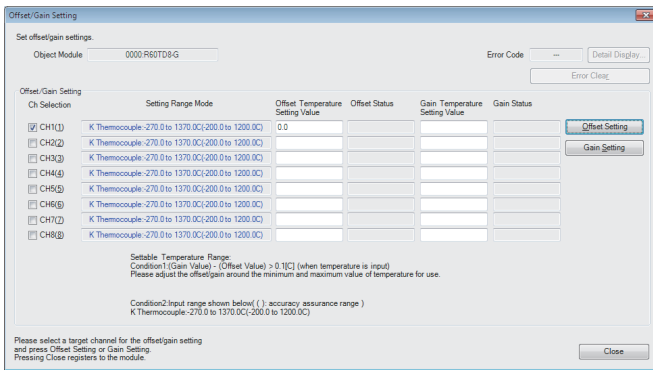 Offset/Gain Setting
Set offset/gain settings.
Object Module 0000:R60TD8-G Error Code --- Detail Display...
Error Clear
Offset/Gain Setting
Ch Selection Setting Range Mode Offset Temperature Setting Value Offset Status Gain Temperature Setting Value Gain Status
CH1(1) K Thermocouple:-270.0 to 1370.0C(-200.0 to 1200.0C) 0.0 Offset Setting
CH2(2) K Thermocouple:-270.0 to 1370.0C(-200.0 to 1200.0C) Gain Setting
CH3(3) K Thermocouple:-270.0 to 1370.0C(-200.0 to 1200.0C)
CH4(4) K Thermocouple:-270.0 to 1370.0C(-200.0 to 1200.0C)
CH5(5) K Thermocouple:-270.0 to 1370.0C(-200.0 to 1200.0C)
CH6(6) K Thermocouple:-270.0 to 1370.0C(-200.0 to 1200.0C)
CH7(7) K Thermocouple:-270.0 to 1370.0C(-200.0 to 1200.0C)
CH8(8) K Thermocouple:-270.0 to 1370.0C(-200.0 to 1200.0C)
Settable Temperature Range:
Condition1:(Gain Value) - (Offset Value) > 0.1[C] (when temperature is input)
Please adjust the offset/gain around the minimum and maximum value of temperature for use.
Condition2:Input range shown below( ( ): accuracy assurance range )
K Thermocouple:-270.0 to 1370.0C(-200.0 to 1200.0C)
Please select a target channel for the offset/gain setting
and press Offset Setting or Gain Setting.
Pressing Close registers to the module.
Close